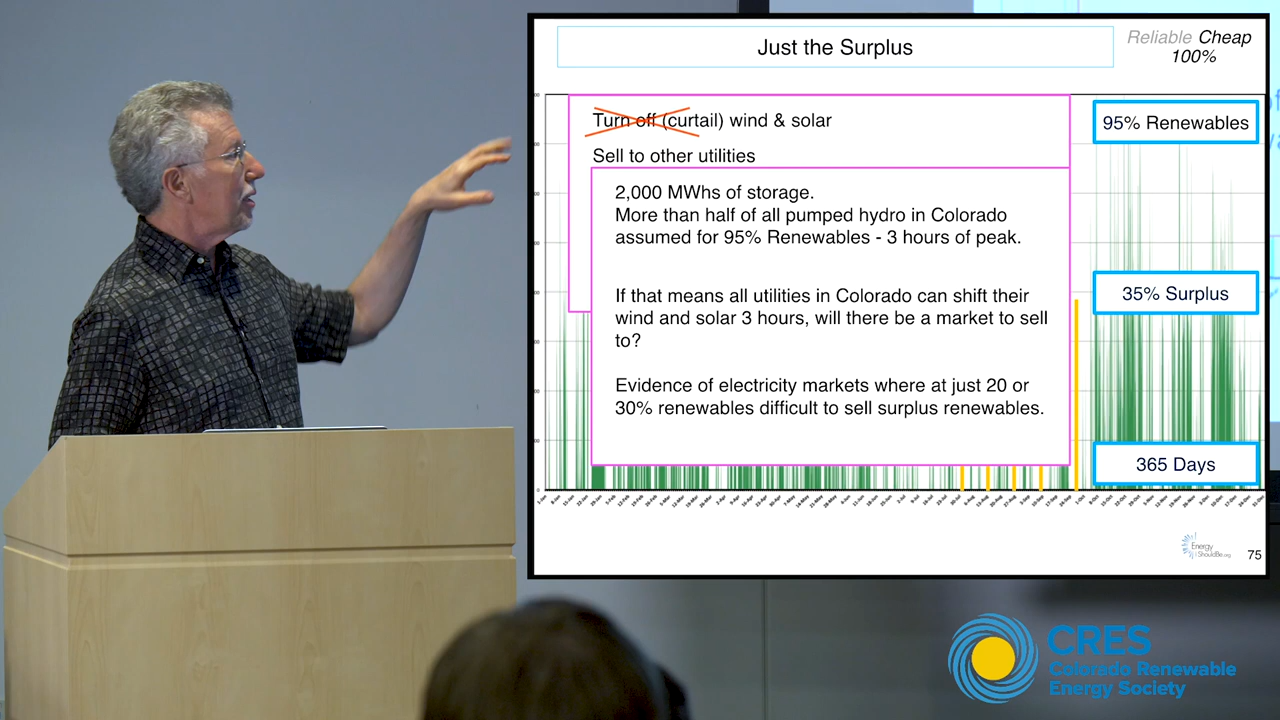 Just the Surplus
Reliable Cheap
100%
Turn off (curtail) wind & solar
Sell to other utilities
2,000 MWhs of storage.
More than half of all pumped hydro in Colorado
assumed for 95% Renewables - 3 hours of peak.
If that means all utilities in Colorado can shift their
wind and solar 3 hours, will there be a market to sell
to?
Evidence of electricity markets where at just 20 or
30% renewables difficult to sell surplus renewables.
95% Renewables
35% Surplus
365 Days
Energy
ShouldBe.org
75
CRES
Colorado Renewable
Energy Society